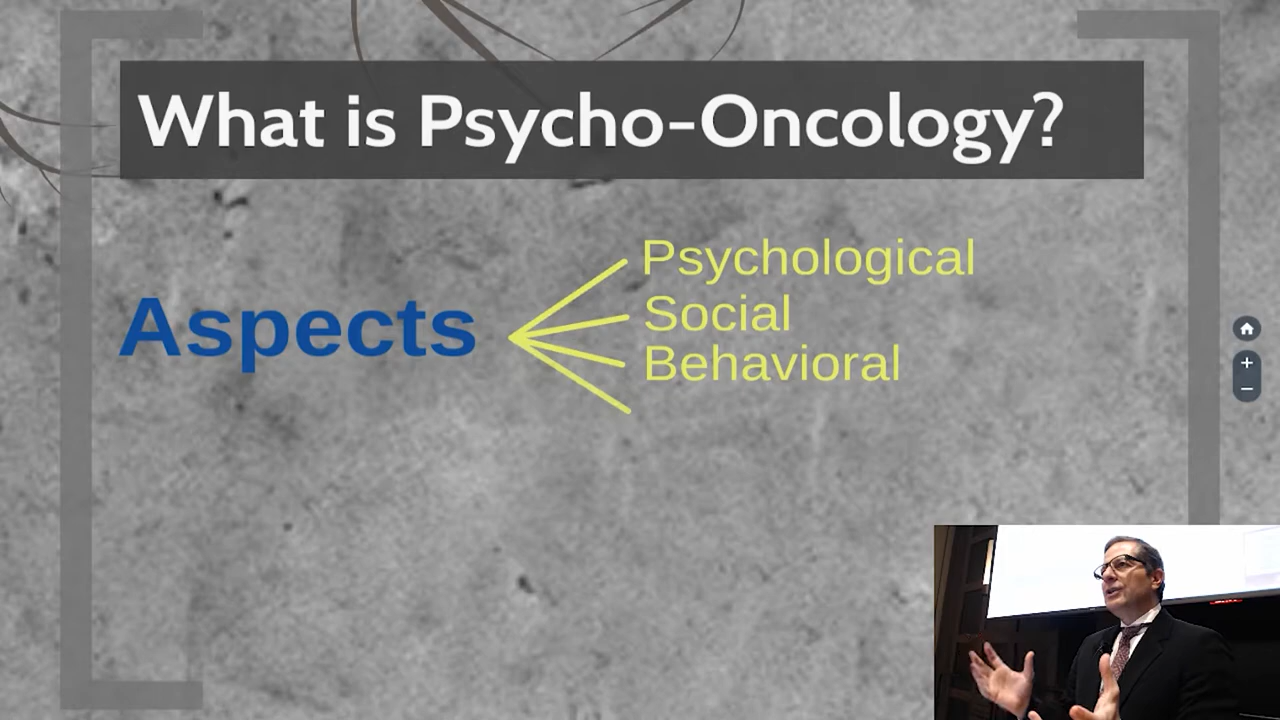 What is Psycho-Oncology?
Aspects
Psychological
Social
Behavioral